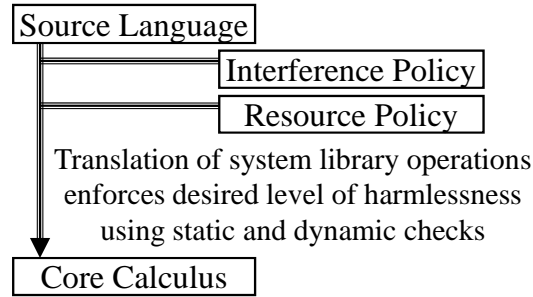 Source Language
Interference Policy
Resource Policy
Translation of system library operations
enforces desired level of harmlessness
using static and dynamic checks
Core Calculus